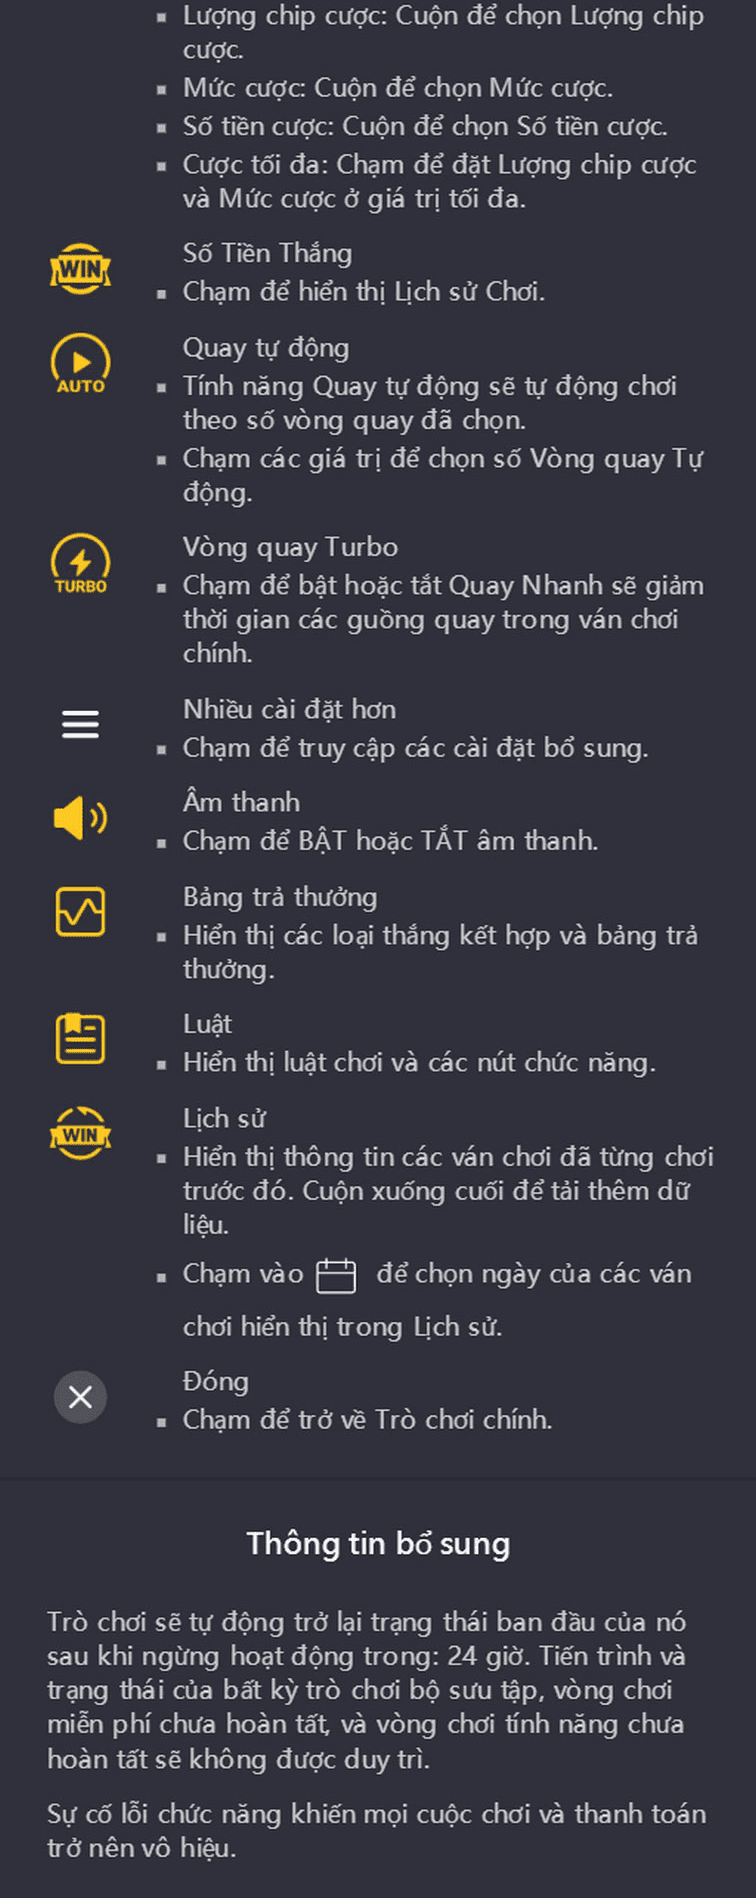 ▪ Lượng chip cược: Cuộn để chọn Lượng chip
cược.
▪ Mức cược: Cuộn để chọn Mức cược.
▪ Số tiền cược: Cuộn để chọn Số tiền cược.
▪ Cược tối đa: Chạm để đặt Lượng chip cược
và Mức cược ở giá trị tối đa.
WIN
Số Tiền Thắng
▪ Chạm để hiển thị Lịch sử Chơi.
AUTO
Quay tự động
▪ Tính năng Quay tự động sẽ tự động chơi
theo số vòng quay đã chọn.
▪ Chạm các giá trị để chọn số Vòng quay Tự
động.
TURBO
Vòng quay Turbo
▪ Chạm để bật hoặc tắt Quay Nhanh sẽ giảm
thời gian các guồng quay trong ván chơi
chính.
Nhiều cài đặt hơn
▪ Chạm để truy cập các cài đặt bổ sung.
Âm thanh
▪ Chạm để BẬT hoặc TẮT âm thanh.
Bảng trả thưởng
▪ Hiển thị các loại thắng kết hợp và bảng trả
thưởng.
Luật
▪ Hiển thị luật chơi và các nút chức năng.
WIN
Lịch sử
▪ Hiển thị thông tin các ván chơi đã từng chơi
trước đó. Cuộn xuống cuối để tải thêm dữ
liệu.
▪ Chạm vào để chọn ngày của các ván
chơi hiển thị trong Lịch sử.
Đóng
▪ Chạm để trở về Trò chơi chính.
Thông tin bổ sung
Trò chơi sẽ tự động trở lại trạng thái ban đầu của nó
sau khi ngừng hoạt động trong: 24 giờ. Tiến trình và
trạng thái của bất kỳ trò chơi bộ sưu tập, vòng chơi
miễn phí chưa hoàn tất, và vòng chơi tính năng chưa
hoàn tất sẽ không được duy trì.
Sự cố lỗi chức năng khiến mọi cuộc chơi và thanh toán
trở nên vô hiệu.